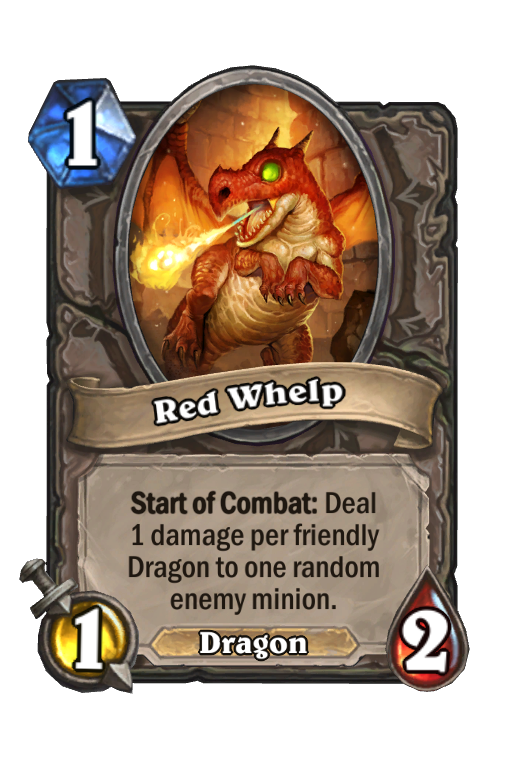 1
Red Whelp
Start of Combat: Deal
1 damage per friendly
Dragon to one random
enemy minion.
1
Dragon
2